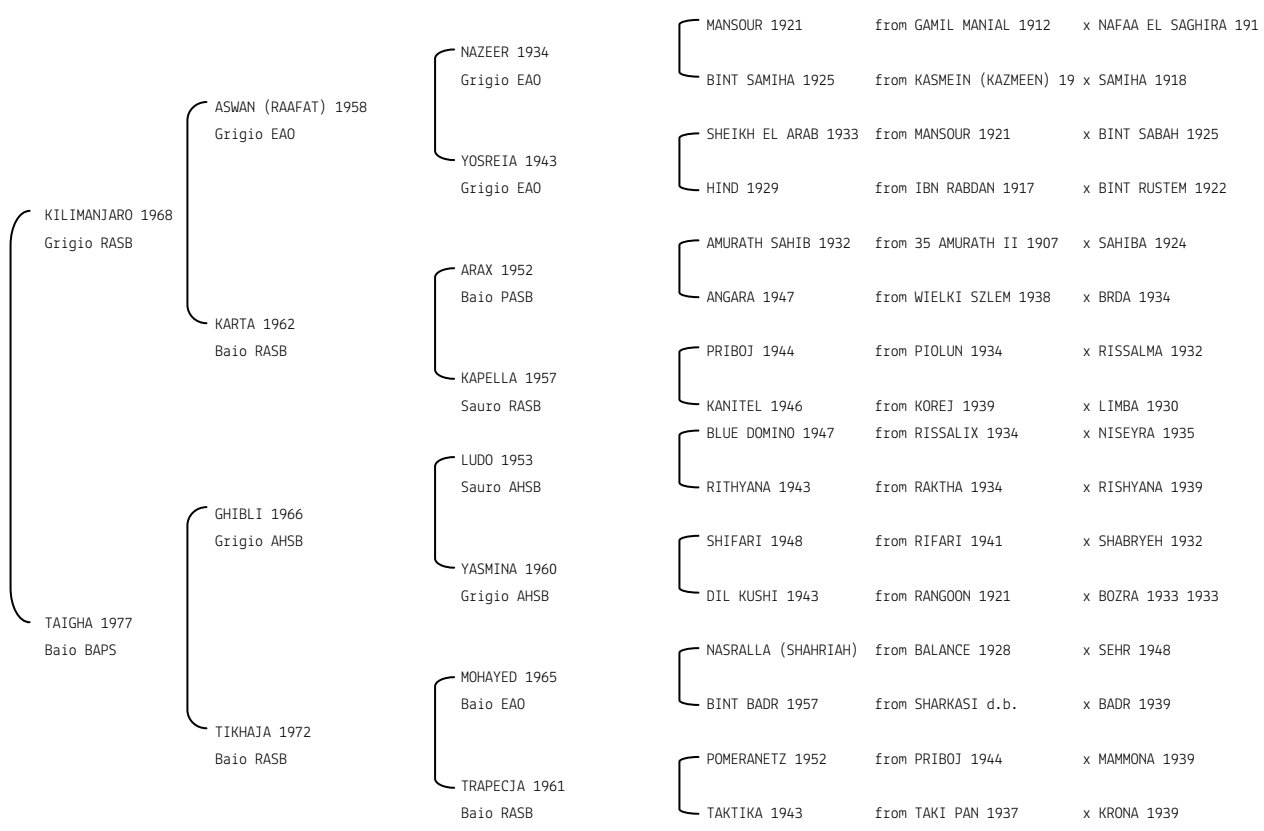 MANSOUR 1921 from GAMIL MANIAL 1912 x NAFAA EL SAGHIRA 191
NAZEER 1934
Grigio EAO BINT SAMIHA 1925 from KASMEIN (KAZMEEN) 19 x SAMIHA 1918
ASWAN (RAAFAT) 1958
Grigio EAO SHEIKH EL ARAB 1933 from MANSOUR 1921 x BINT SABAH 1925
YOSREIA 1943
Grigio EAO HIND 1929 from IBN RABDAN 1917 x BINT RUSTEM 1922
KILIMANJARO 1968
Grigio RASB AMURATH SAHIB 1932 from 35 AMURATH II 1907 x SAHIBA 1924
ARAX 1952
Baio PASB ANGARA 1947 from WIELKI SZLEM 1938 x BRDA 1934
KARTA 1962
Baio RASB PRIBOJ 1944 from PIOLUN 1934 x RISSALMA 1932
KAPELLA 1957
Sauro RASB KANITEL 1946 from KOREJ 1939 x LIMBA 1930
BLUE DOMINO 1947 from RISSALIX 1934 x NISEYRA 1935
LUDO 1953
Sauro AHSB RITHYANA 1943 from RAKTHA 1934 x RISHYANA 1939
GHIBLI 1966
Grigio AHSB SHIFARI 1948 from RIFARI 1941 x SHABRYEH 1932
YASMINA 1960
Grigio AHSB DIL KUSHI 1943 from RANGOON 1921 x BOZRA 1933 1933
TAIGHA 1977
Baio BAPS NASRALLA (SHAHRIAH) from BALANCE 1928 x SEHR 1948
MOHAYED 1965
Baio EAO BINT BADR 1957 from SHARKASI d.b. x BADR 1939
TIKHAJA 1972
Baio RASB POMERANETZ 1952 from PRIBOJ 1944 x MAMMONA 1939
TRAPECJA 1961
Baio RASB TAKTIKA 1943 from TAKI PAN 1937 x KRONA 1939